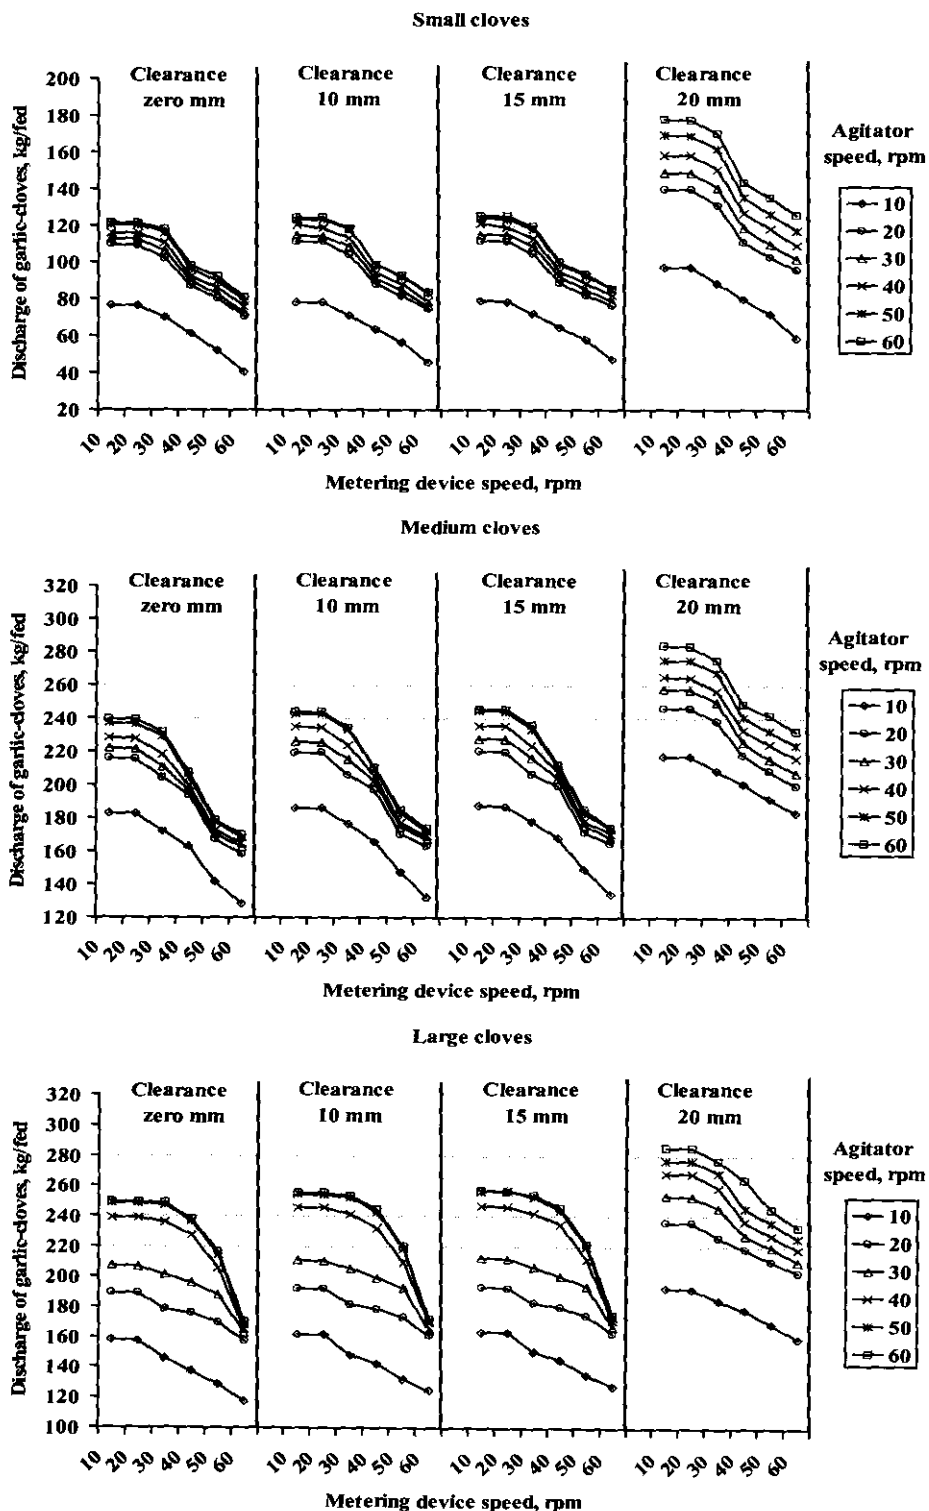 Small cloves
Discharge of garlic-cloves, kg/fed
200
180
160
140
120
100
80
60
40
20
Clearance
zero mm
Clearance
10 mm
Clearance
15 mm
Clearance
20 mm
10 20 30 40 50 60 10 20 30 40 50 60 10 20 30 40 50 60 10 20 30 40 50 60
Metering device speed, rpm
Agitator
speed, rpm
10
20
30
40
50
60
Medium cloves
Discharge of garlic-cloves, kg/fed
320
300
280
260
240
220
200
180
160
140
120
Clearance
zero mm
Clearance
10 mm
Clearance
15 mm
Clearance
20 mm
10 20 30 40 50 60 10 20 30 40 50 60 10 20 30 40 50 60 10 20 30 40 50 60
Metering device speed, rpm
Agitator
speed, rpm
10
20
30
40
50
60
Large cloves
Discharge of garlic-cloves, kg/fed
320
300
280
260
240
220
200
180
160
140
120
100
Clearance
zero mm
Clearance
10 mm
Clearance
15 mm
Clearance
20 mm
10 20 30 40 50 60 10 20 30 40 50 60 10 20 30 40 50 60 10 20 30 40 50 60
Metering device speed, rpm
Agitator
speed, rpm
10
20
30
40
50
60